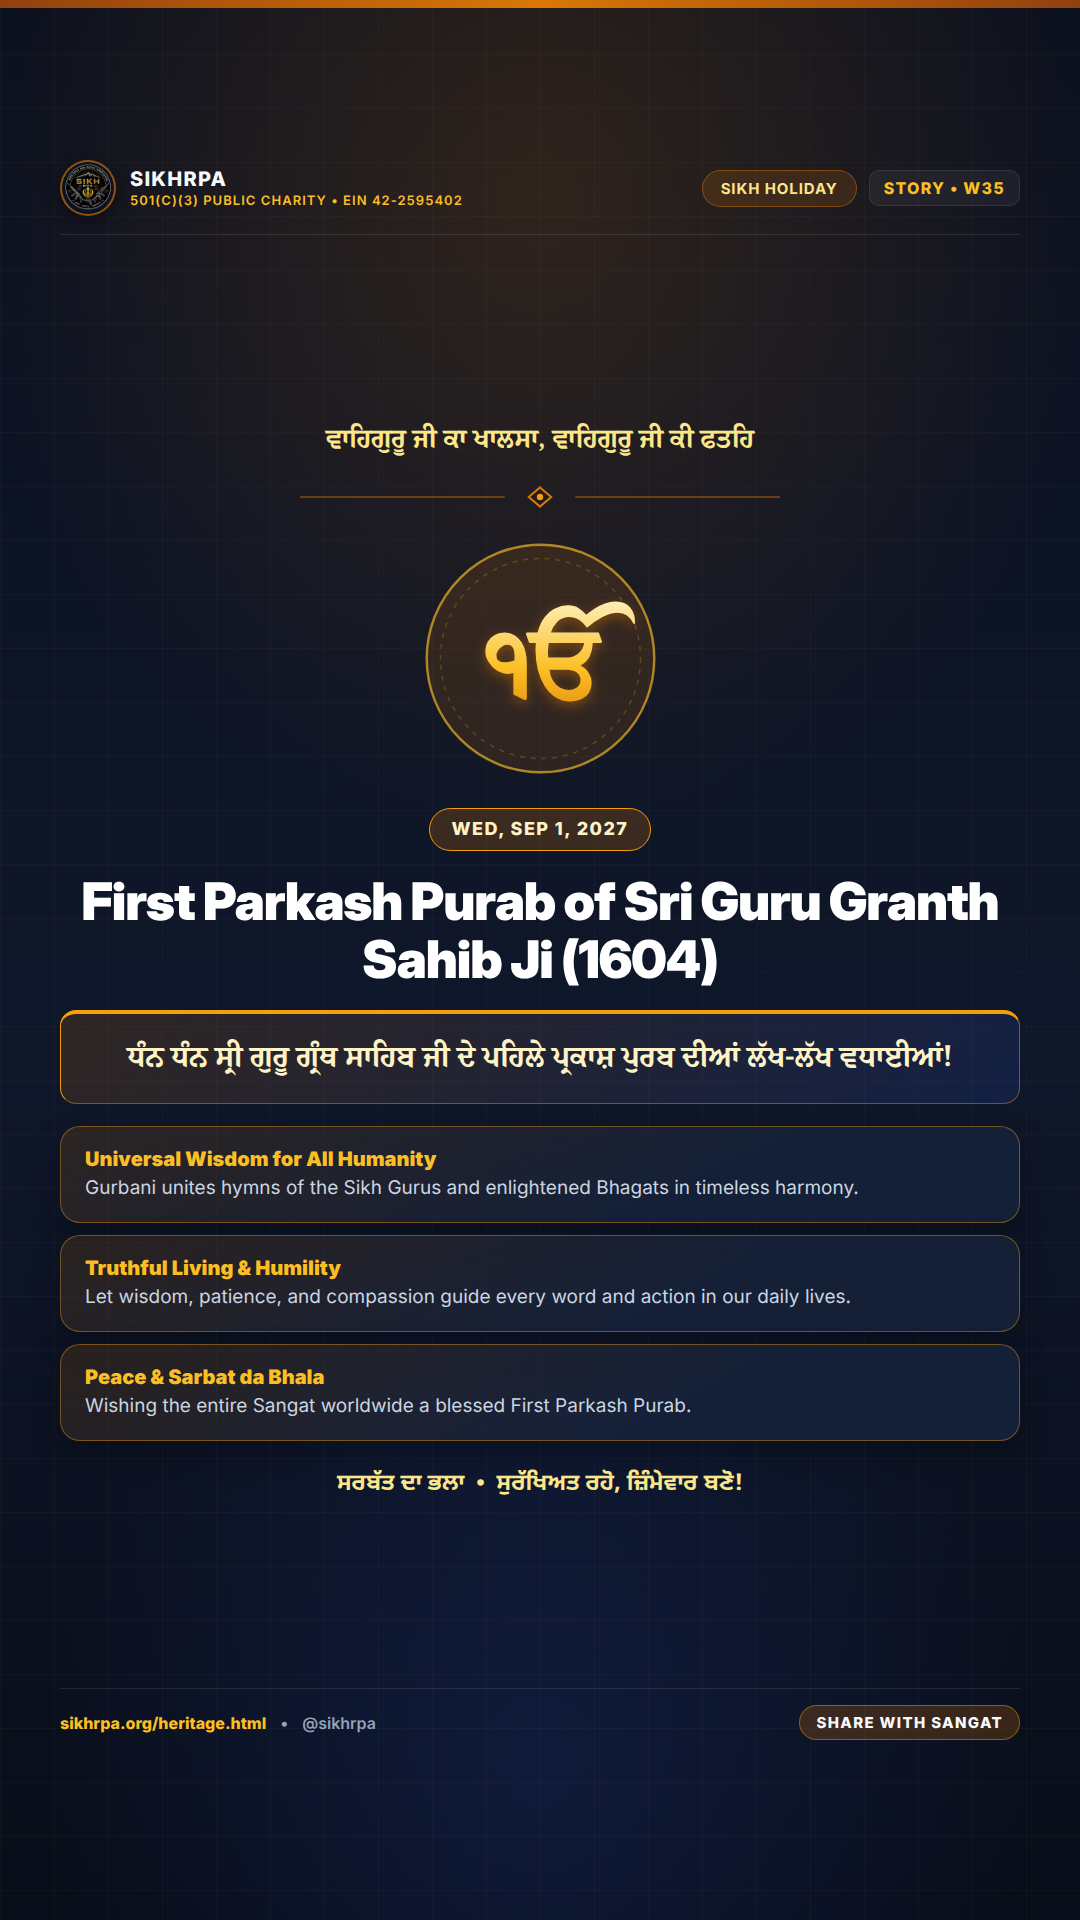 SIKHRPA
501(C)(3) PUBLIC CHARITY • EIN 42-2595402
SIKH HOLIDAY
STORY • W35
ਵਾਹਿਗੁਰੂ ਜੀ ਕਾ ਖਾਲਸਾ, ਵਾਹਿਗੁਰੂ ਜੀ ਕੀ ਫਤਹਿ
ੴ
WED, SEP 1, 2027
First Parkash Purab of Sri Guru Granth
Sahib Ji (1604)
ਧੰਨ ਧੰਨ ਸ੍ਰੀ ਗੁਰੂ ਗ੍ਰੰਥ ਸਾਹਿਬ ਜੀ ਦੇ ਪਹਿਲੇ ਪ੍ਰਕਾਸ਼ ਪੁਰਬ ਦੀਆਂ ਲੱਖ-ਲੱਖ ਵਧਾਈਆਂ!
Universal Wisdom for All Humanity
Gurbani unites hymns of the Sikh Gurus and enlightened Bhagats in timeless harmony.
Truthful Living & Humility
Let wisdom, patience, and compassion guide every word and action in our daily lives.
Peace & Sarbat da Bhala
Wishing the entire Sangat worldwide a blessed First Parkash Purab.
ਸਰਬੱਤ ਦਾ ਭਲਾ • ਸੁਰੱਖਿਅਤ ਰਹੋ, ਜ਼ਿੰਮੇਵਾਰ ਬਣੋ!
sikhrpa.org/heritage.html • @sikhrpa
SHARE WITH SANGAT